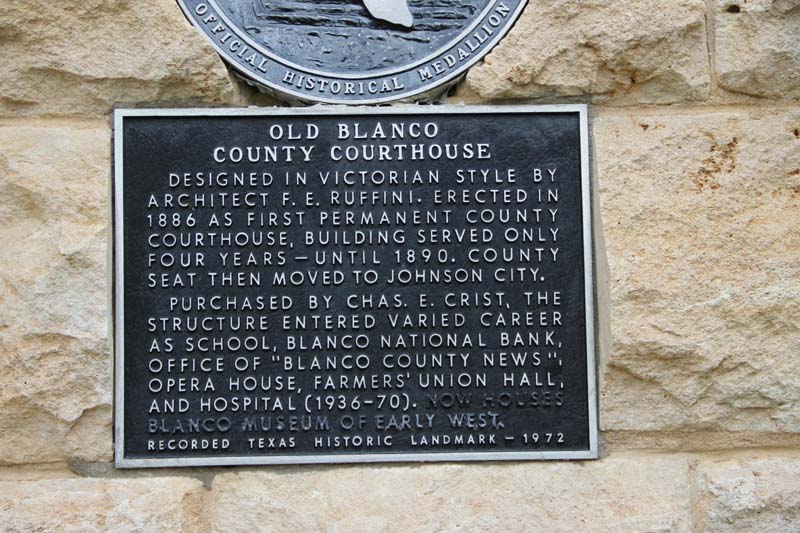 OFFICIAL HISTORICAL MEDALLION
OLD BLANCO
COUNTY COURTHOUSE
DESIGNED IN VICTORIAN STYLE BY
ARCHITECT F. E. RUFFINI. ERECTED IN
1886 AS FIRST PERMANENT COUNTY
COURTHOUSE, BUILDING SERVED ONLY
FOUR YEARS — UNTIL 1890. COUNTY
SEAT THEN MOVED TO JOHNSON CITY.
PURCHASED BY CHAS. E. CRIST, THE
STRUCTURE ENTERED VARIED CAREER
AS SCHOOL, BLANCO NATIONAL BANK,
OFFICE OF "BLANCO COUNTY NEWS",
OPERA HOUSE, FARMERS' UNION HALL,
AND HOSPITAL (1936-70). NOW HOUSES
BLANCO MUSEUM OF EARLY WEST.
RECORDED TEXAS HISTORIC LANDMARK — 1972